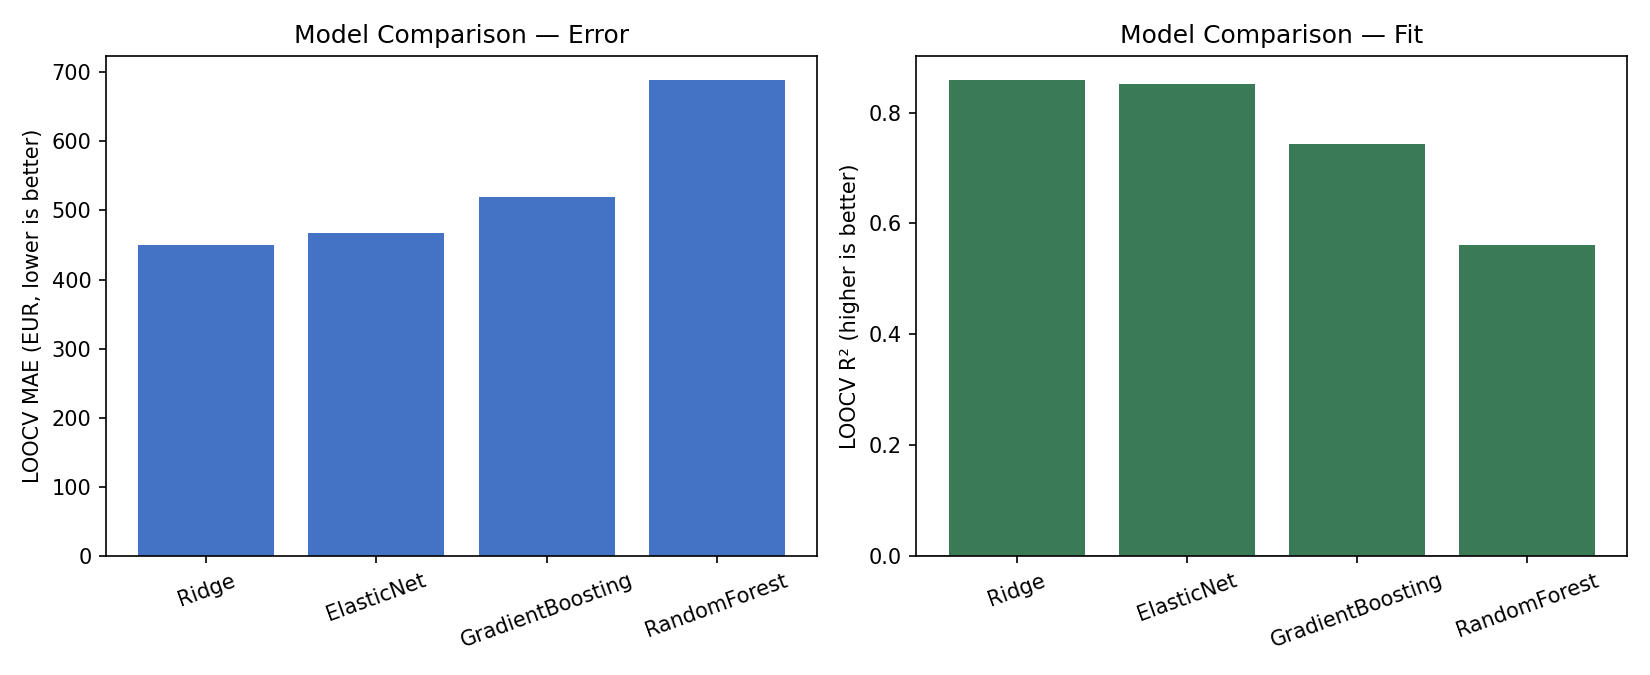 Model Comparison — Error
LOOCV MAE (EUR, lower is better)
700
600
500
400
300
200
100
0
Ridge
ElasticNet
GradientBoosting
RandomForest
Model Comparison — Fit
LOOCV R² (higher is better)
0.8
0.6
0.4
0.2
0.0
Ridge
ElasticNet
GradientBoosting
RandomForest